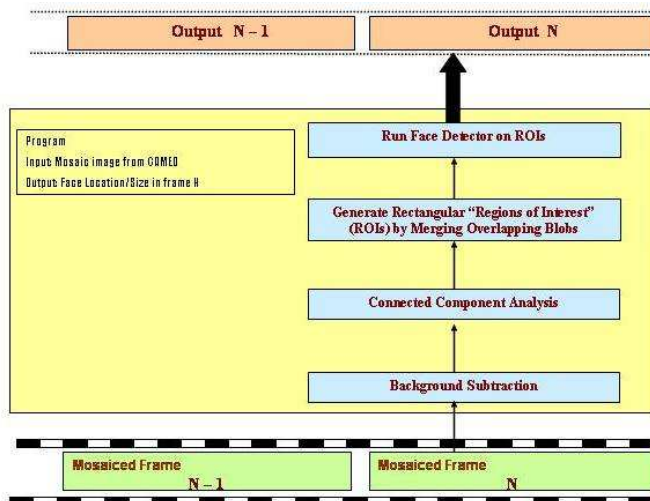 Output N – 1
Output N
Program
Input: Mosaic image from CAMEO
Output: Face Location/Size in frame N
Run Face Detector on ROIs
Generate Rectangular “Regions of Interest”
(ROIs) by Merging Overlapping Blobs
Connected Component Analysis
Background Subtraction
Mosaiced Frame
N – 1
Mosaiced Frame
N